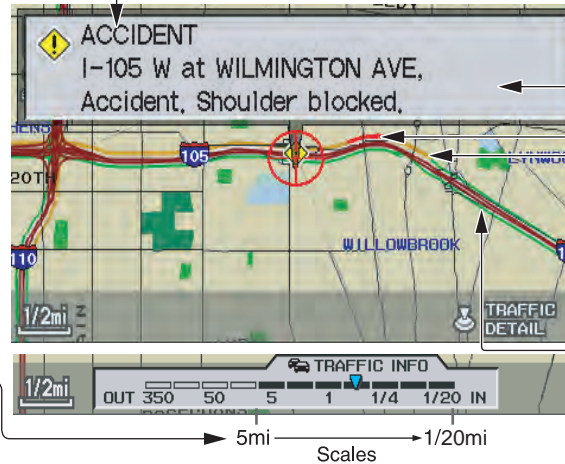 ACCIDENT
I-105 W at WILMINGTON AVE,
Accident. Shoulder blocked.
105
20TH
WILLOWBROOK
110
1/2mi
TRAFFIC
DETAIL
TRAFFIC INFO
1/2mi
OUT 350 50 5 1 1/4 1/20 IN
5mi 1/20mi
Scales